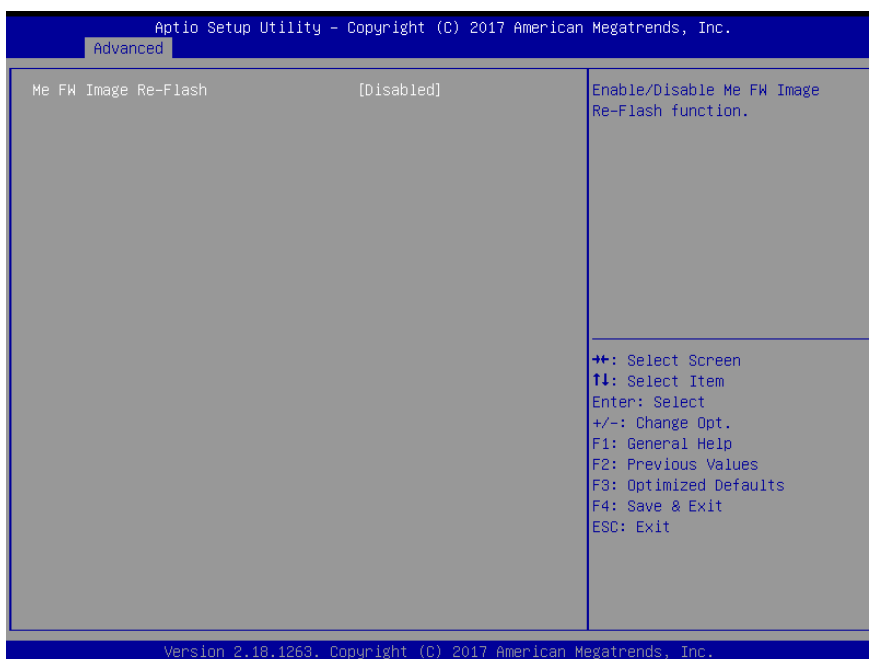 Aptio Setup Utility – Copyright (C) 2017 American Megatrends, Inc.
Advanced
Me FW Image Re-Flash [Disabled]
Enable/Disable Me FW Image
Re-Flash function.
→←: Select Screen
↑↓: Select Item
Enter: Select
+/-: Change Opt.
F1: General Help
F2: Previous Values
F3: Optimized Defaults
F4: Save & Exit
ESC: Exit
Version 2.18.1263. Copyright (C) 2017 American Megatrends, Inc.